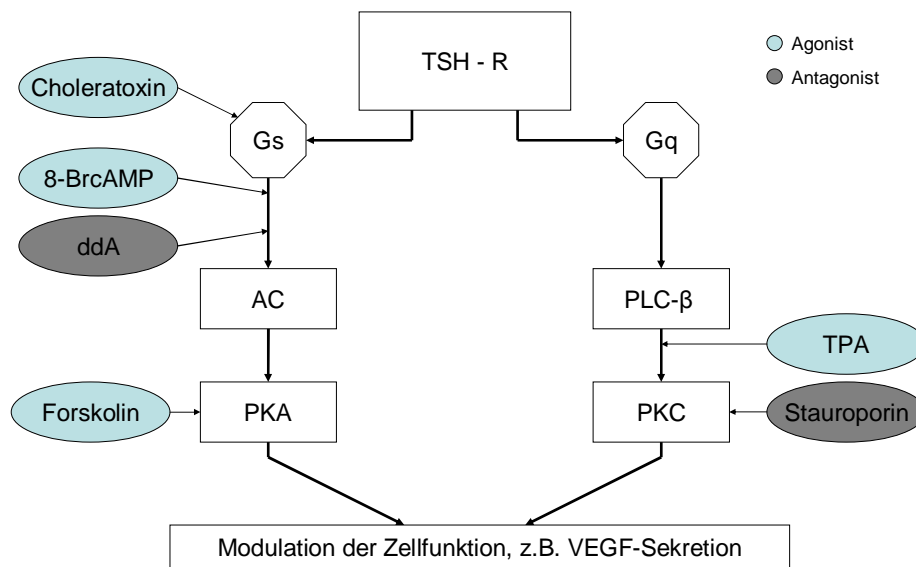 TSH - R
Agonist
Antagonist
Choleratoxin
Gs
Gq
8-BrcAMP
ddA
AC
PLC-β
TPA
Forskolin
PKA
PKC
Stauroporin
Modulation der Zellfunktion, z.B. VEGF-Sekretion